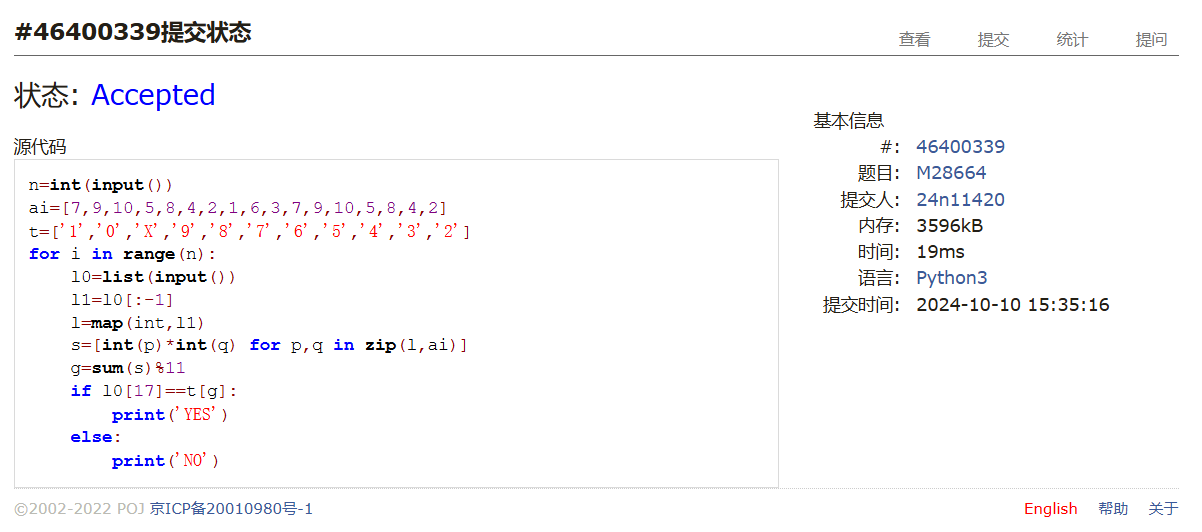 #46400339提交状态
查看 提交 统计 提问
状态: Accepted
源代码
n=int(input())
ai=[7,9,10,5,8,4,2,1,6,3,7,9,10,5,8,4,2]
t=['1','0','X','9','8','7','6','5','4','3','2']
for i in range(n):
    l0=list(input())
    l1=l0[:-1]
    l=map(int,l1)
    s=[int(p)*int(q) for p,q in zip(l,ai)]
    g=sum(s)%11
    if l0[17]==t[g]:
        print('YES')
    else:
        print('NO')
基本信息
#: 46400339
题目: M28664
提交人: 24n11420
内存: 3596kB
时间: 19ms
语言: Python3
提交时间: 2024-10-10 15:35:16
©2002-2022 POJ 京ICP备20010980号-1
English 帮助 关于